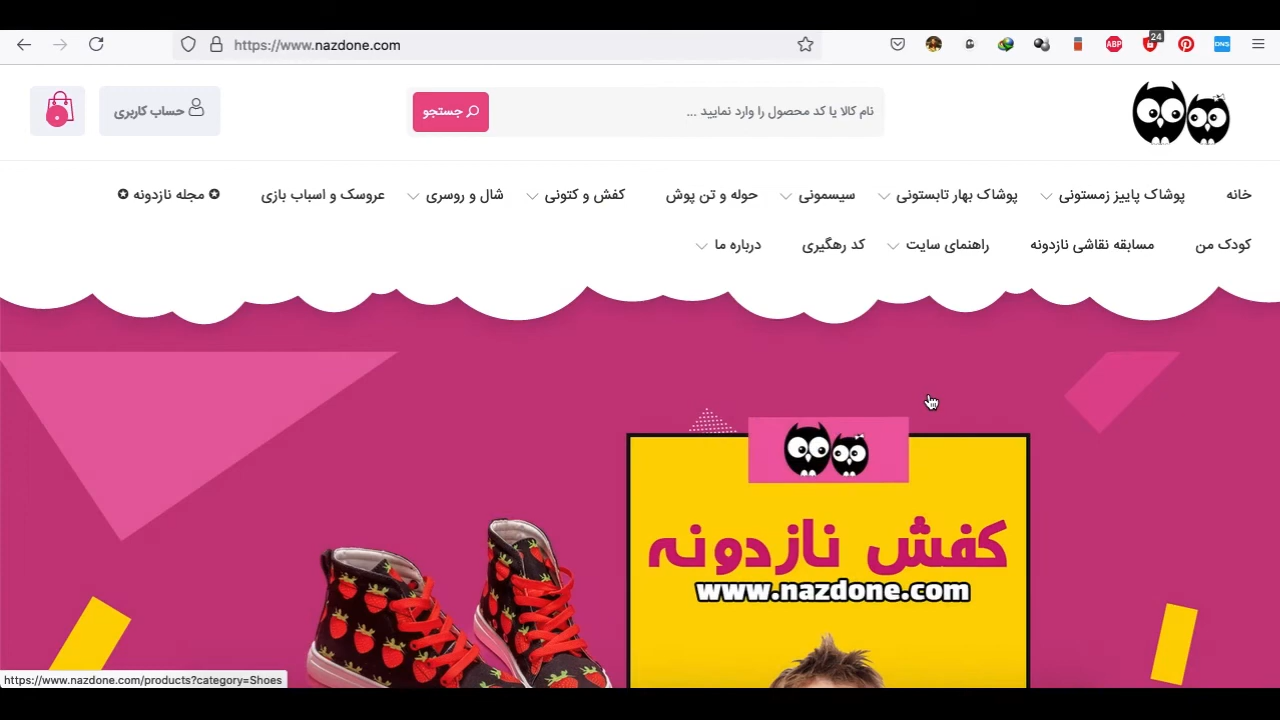 https://www.nazdone.com
24
ABP
DNS
نام کالا یا کد محصول را وارد نمایید ...
جستجو
حساب کاربری
خانه
پوشاک پاییز زمستونی
پوشاک بهار تابستونی
سیسمونی
حوله و تن پوش
کفش و کتونی
شال و روسری
عروسک و اسباب بازی
✪ مجله نازدونه ✪
کودک من
مسابقه نقاشی نازدونه
راهنمای سایت
کد رهگیری
درباره ما
کفش نازدونه
www.nazdone.com
https://www.nazdone.com/products?category=Shoes